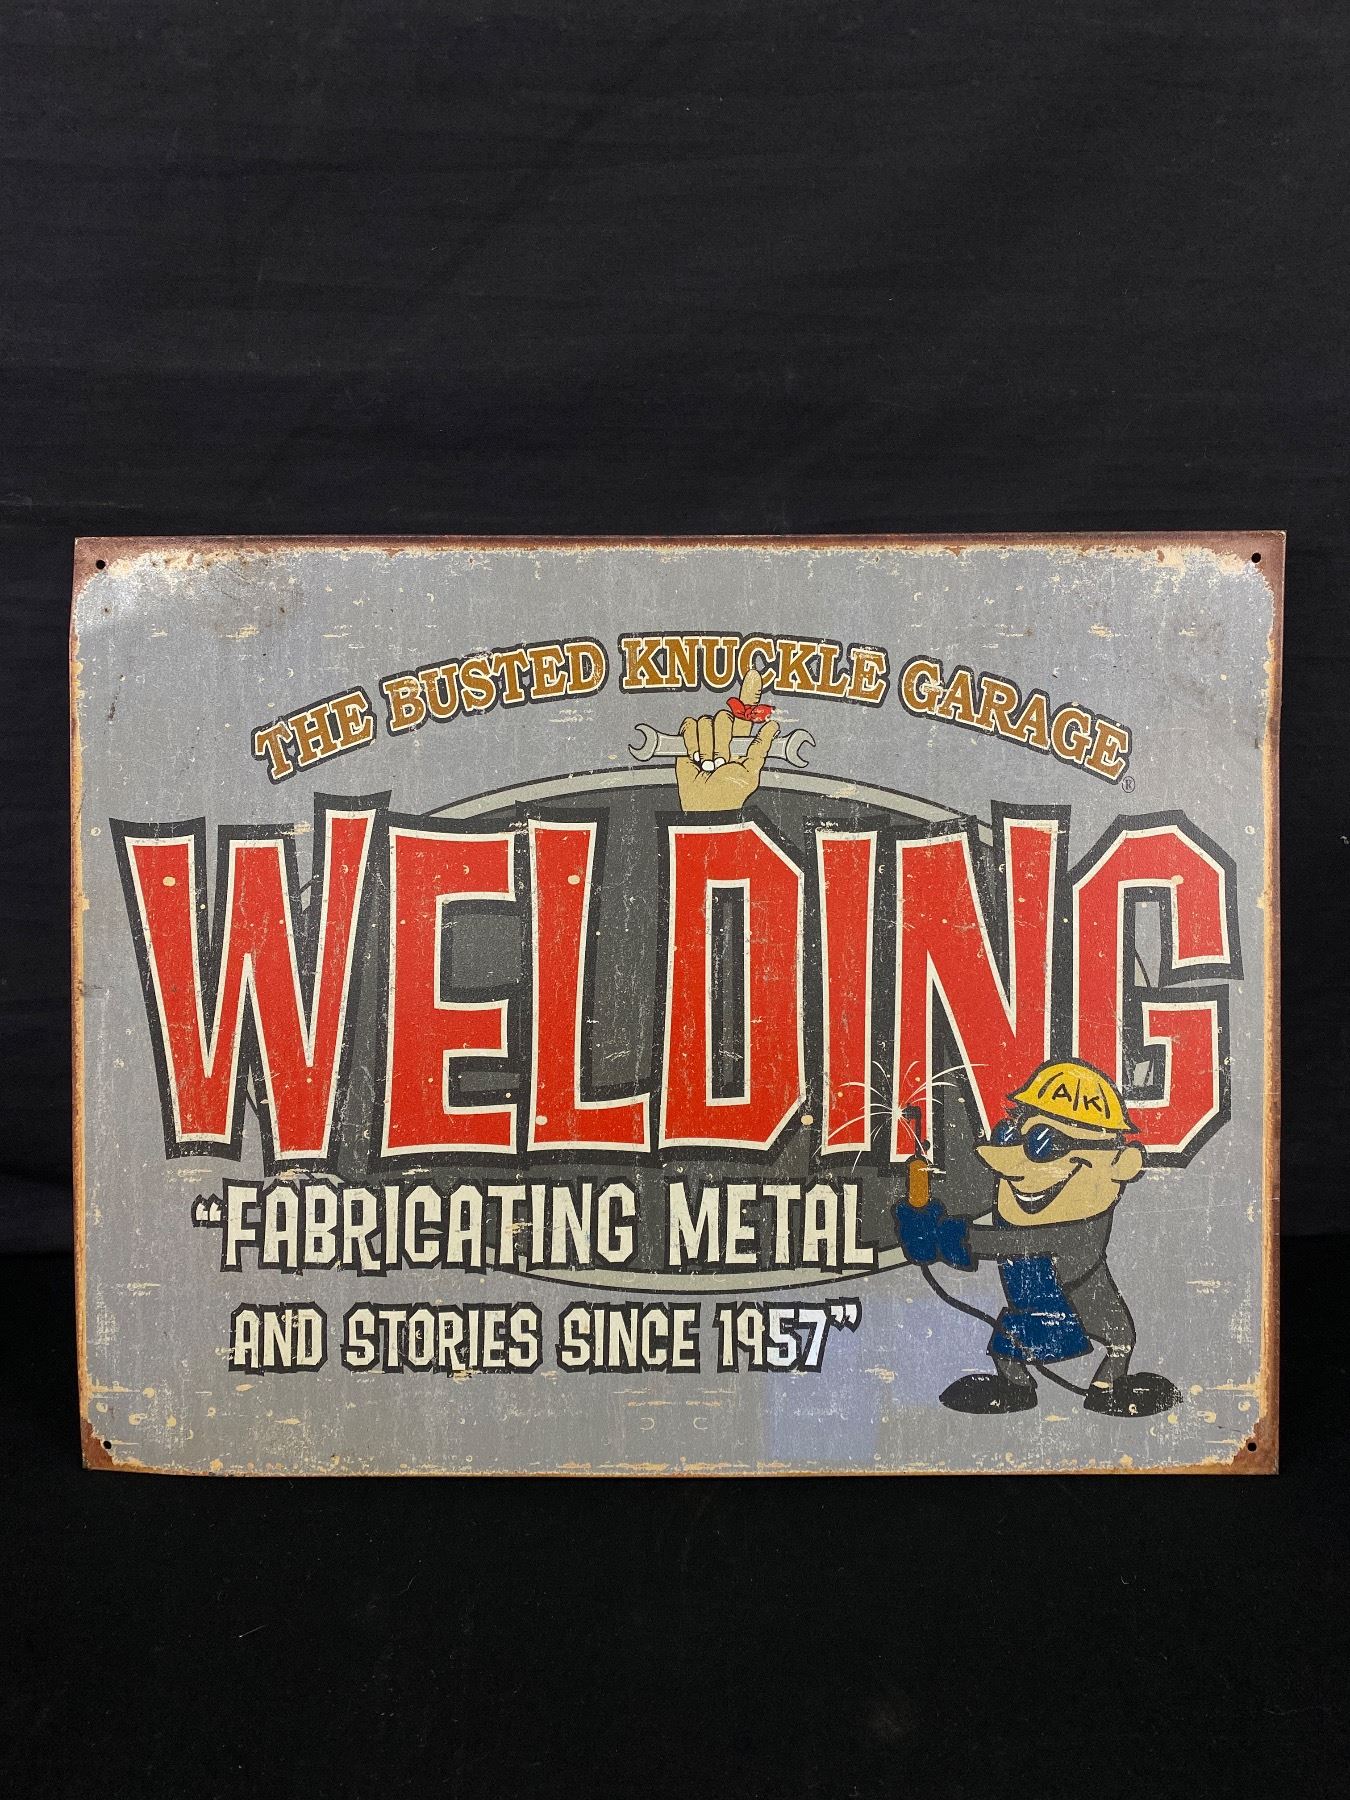 THE BUSTED KNUCKLE GARAGE®
WELDING
A/K
“FABRICATING METAL
AND STORIES SINCE 1957”